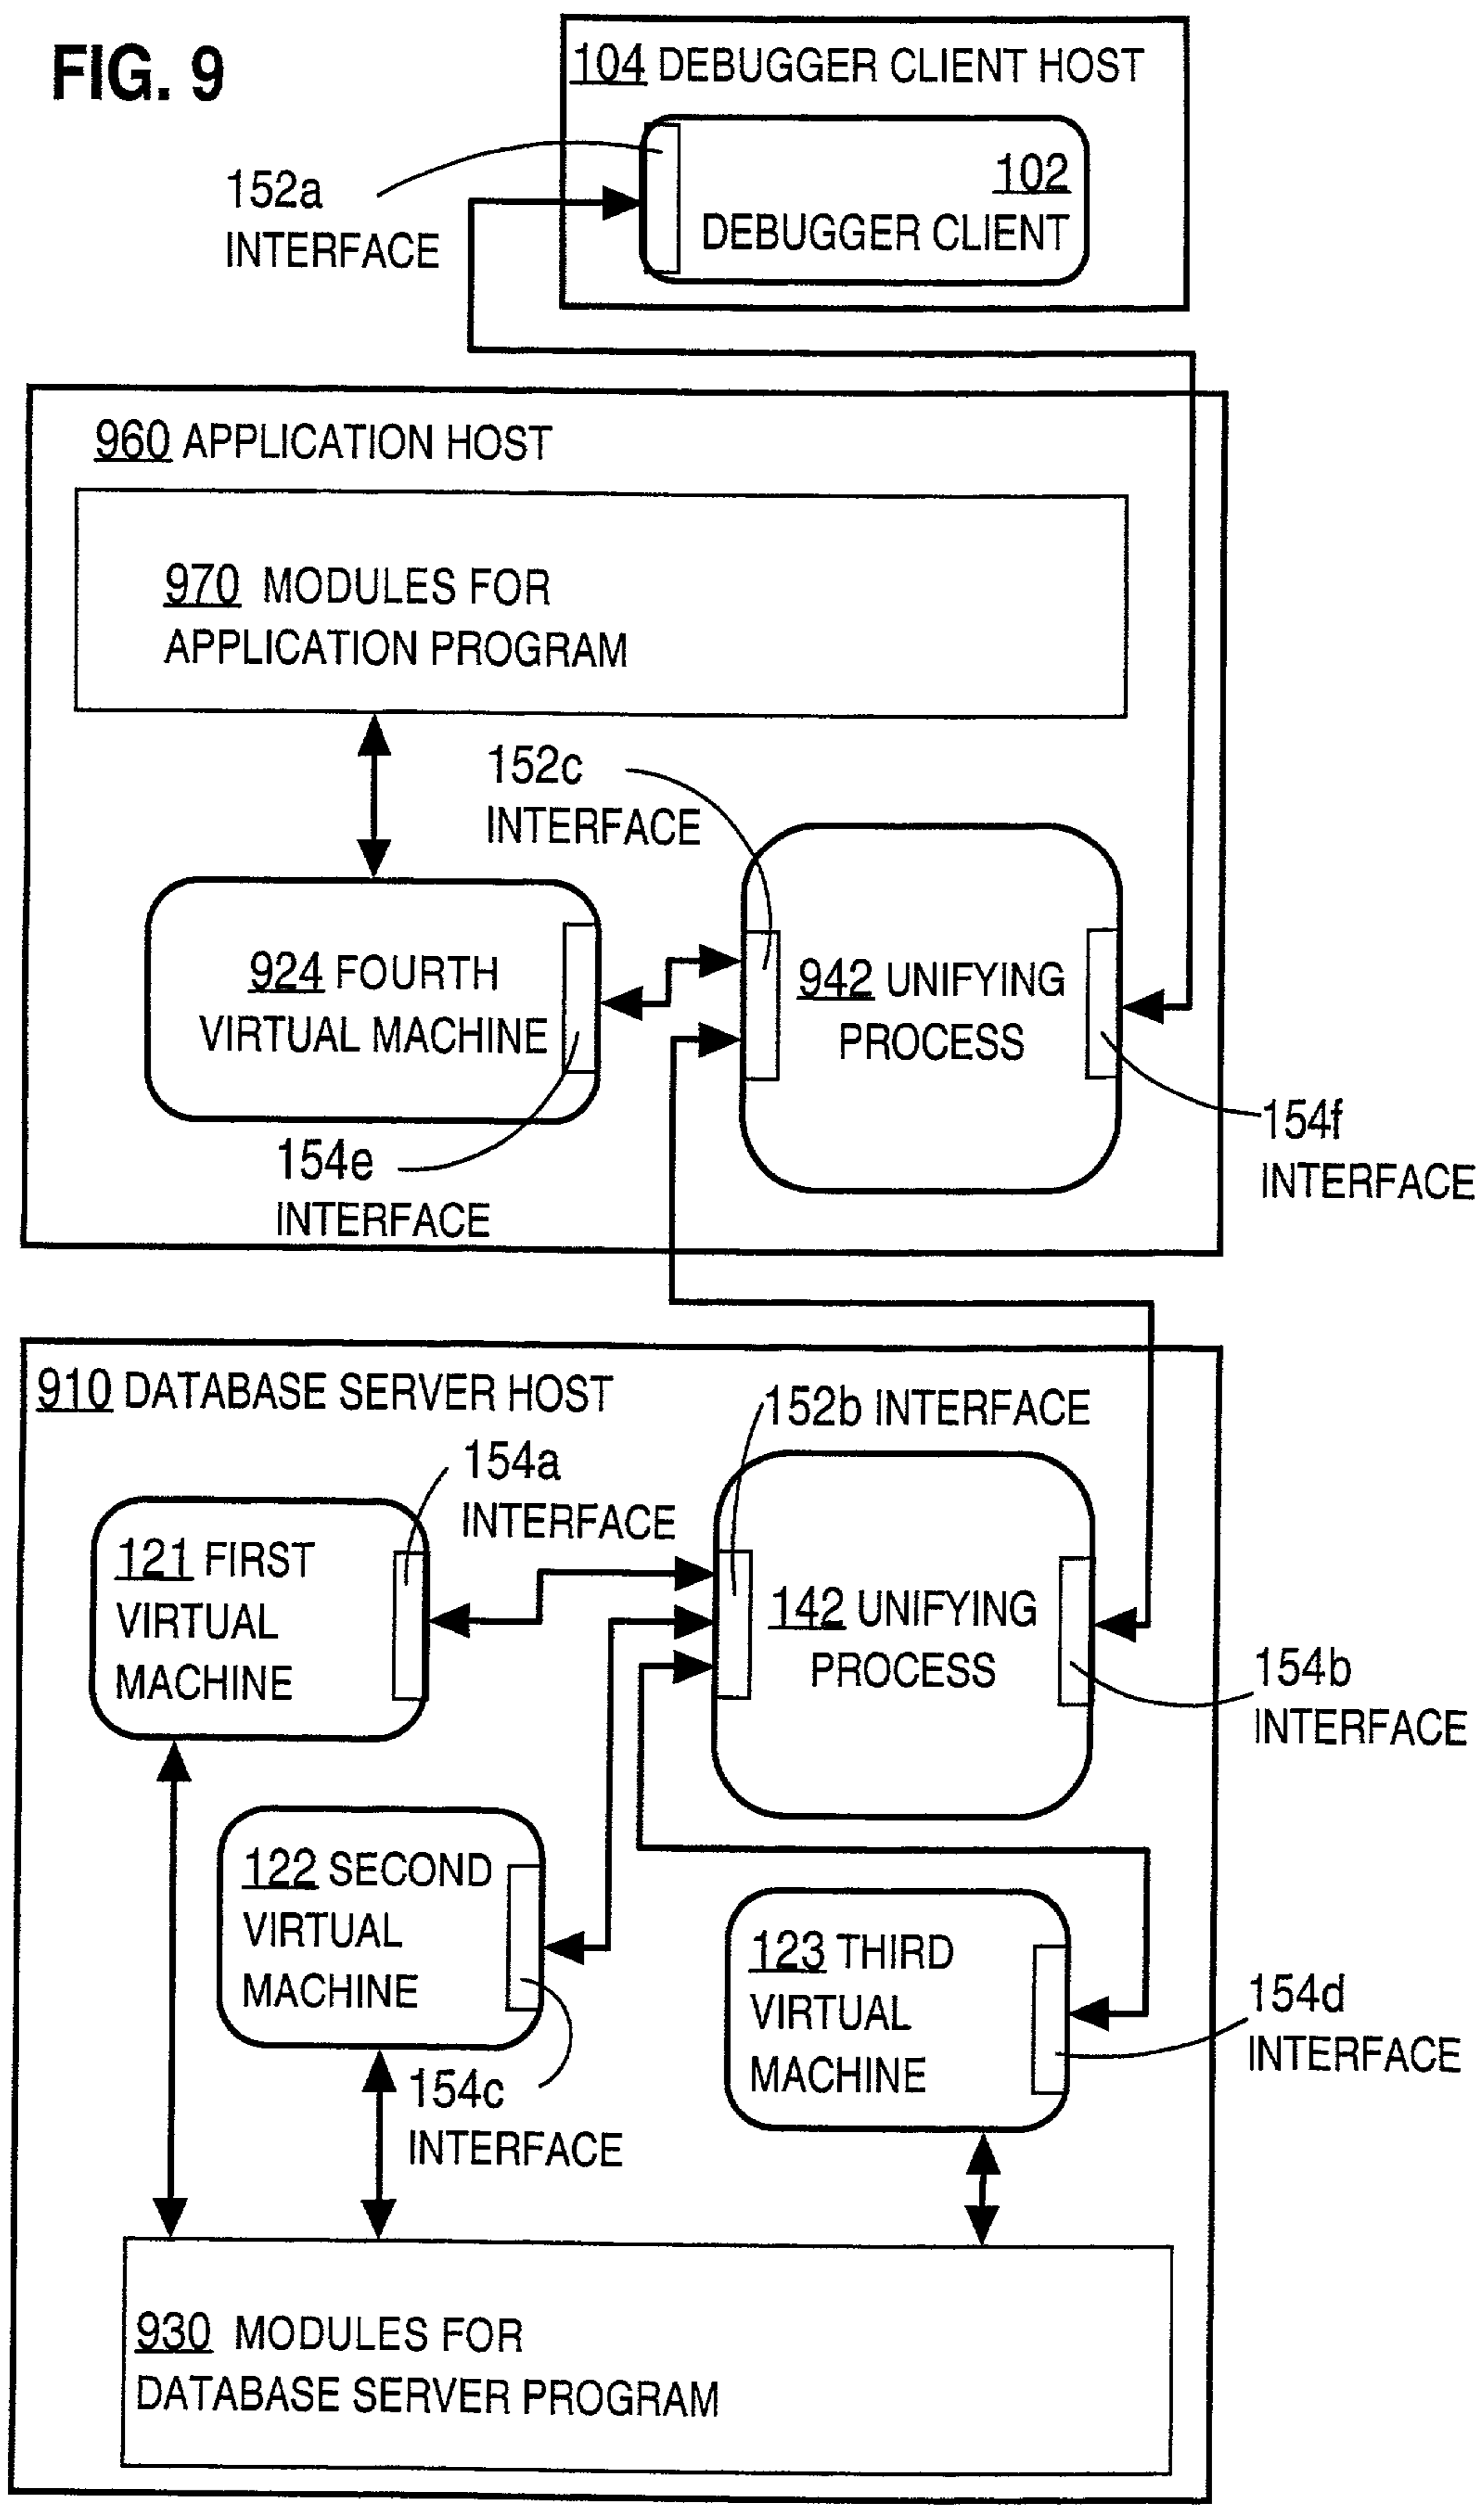 FIG. 9
104 DEBUGGER CLIENT HOST
102
DEBUGGER CLIENT
152a
INTERFACE
960 APPLICATION HOST
970 MODULES FOR
APPLICATION PROGRAM
152c
INTERFACE
924 FOURTH
VIRTUAL MACHINE
942 UNIFYING
PROCESS
154e
INTERFACE
154f
INTERFACE
910 DATABASE SERVER HOST
152b INTERFACE
154a
INTERFACE
121 FIRST
VIRTUAL
MACHINE
142 UNIFYING
PROCESS
154b
INTERFACE
122 SECOND
VIRTUAL
MACHINE
123 THIRD
VIRTUAL
MACHINE
154d
INTERFACE
154c
INTERFACE
930 MODULES FOR
DATABASE SERVER PROGRAM